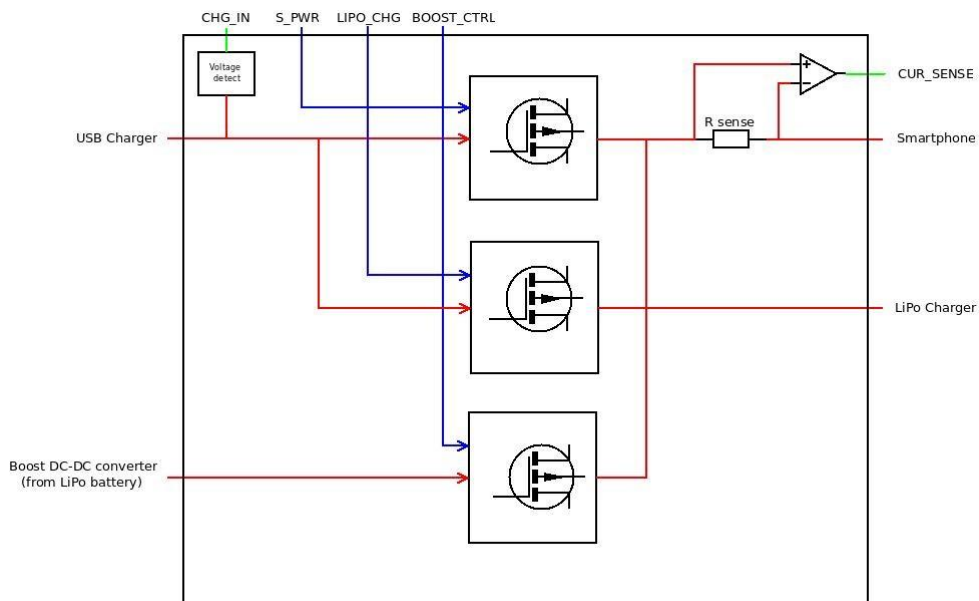 CHG_IN
S_PWR
LIPO_CHG
BOOST_CTRL
Voltage
detect
+
-
CUR_SENSE
R sense
USB Charger
Smartphone
LiPo Charger
Boost DC-DC converter
(from LiPo battery)